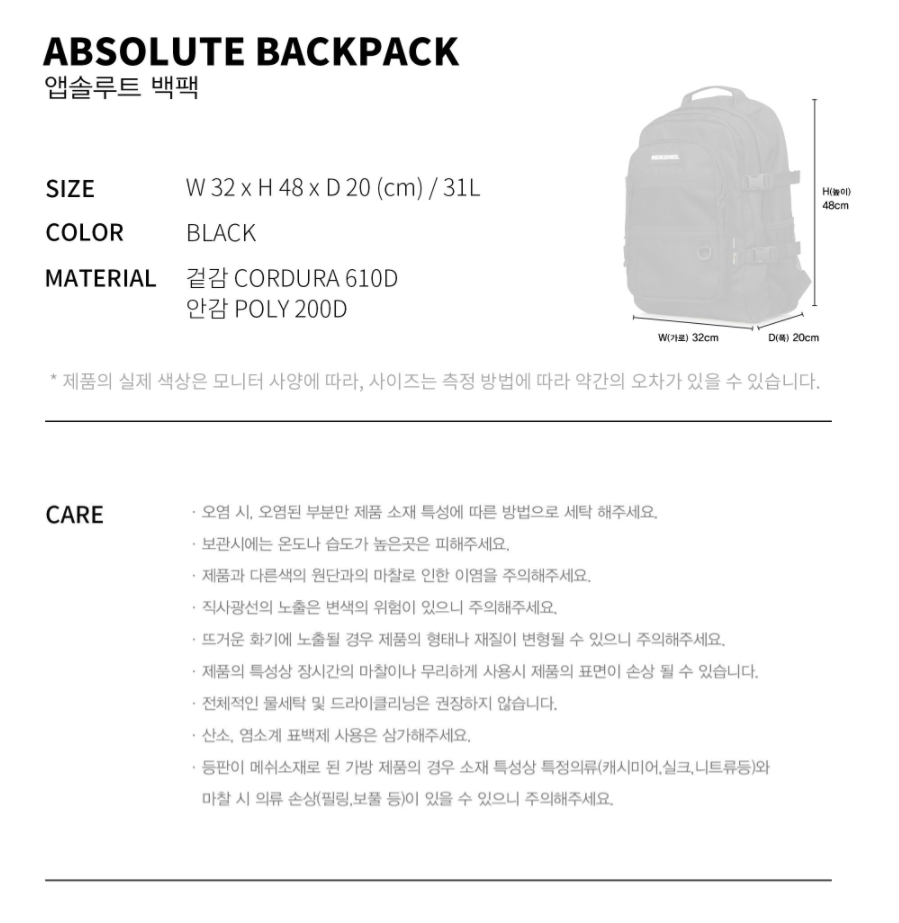 ABSOLUTE BACKPACK
앱솔루트 백팩
SIZE W 32 x H 48 x D 20 (cm) / 31L
COLOR BLACK
MATERIAL 겉감 CORDURA 610D
안감 POLY 200D
H(높이)
48cm
W(가로) 32cm
D(폭) 20cm
* 제품의 실제 색상은 모니터 사양에 따라, 사이즈는 측정 방법에 따라 약간의 오차가 있을 수 있습니다.
CARE · 오염 시, 오염된 부분만 제품 소재 특성에 따른 방법으로 세탁 해주세요.
· 보관시에는 온도나 습도가 높은곳은 피해주세요.
· 제품과 다른색의 원단과의 마찰로 인한 이염을 주의해주세요.
· 직사광선의 노출은 변색의 위험이 있으니 주의해주세요.
· 뜨거운 화기에 노출될 경우 제품의 형태나 재질이 변형될 수 있으니 주의해주세요.
· 제품의 특성상 장시간의 마찰이나 무리하게 사용시 제품의 표면이 손상 될 수 있습니다.
· 전체적인 물세탁 및 드라이클리닝은 권장하지 않습니다.
· 산소, 염소계 표백제 사용은 삼가해주세요.
· 등판이 메쉬소재로 된 가방 제품의 경우 소재 특성상 특정의류(캐시미어,실크,니트류등)와
마찰 시 의류 손상(필링,보풀 등)이 있을 수 있으니 주의해주세요.